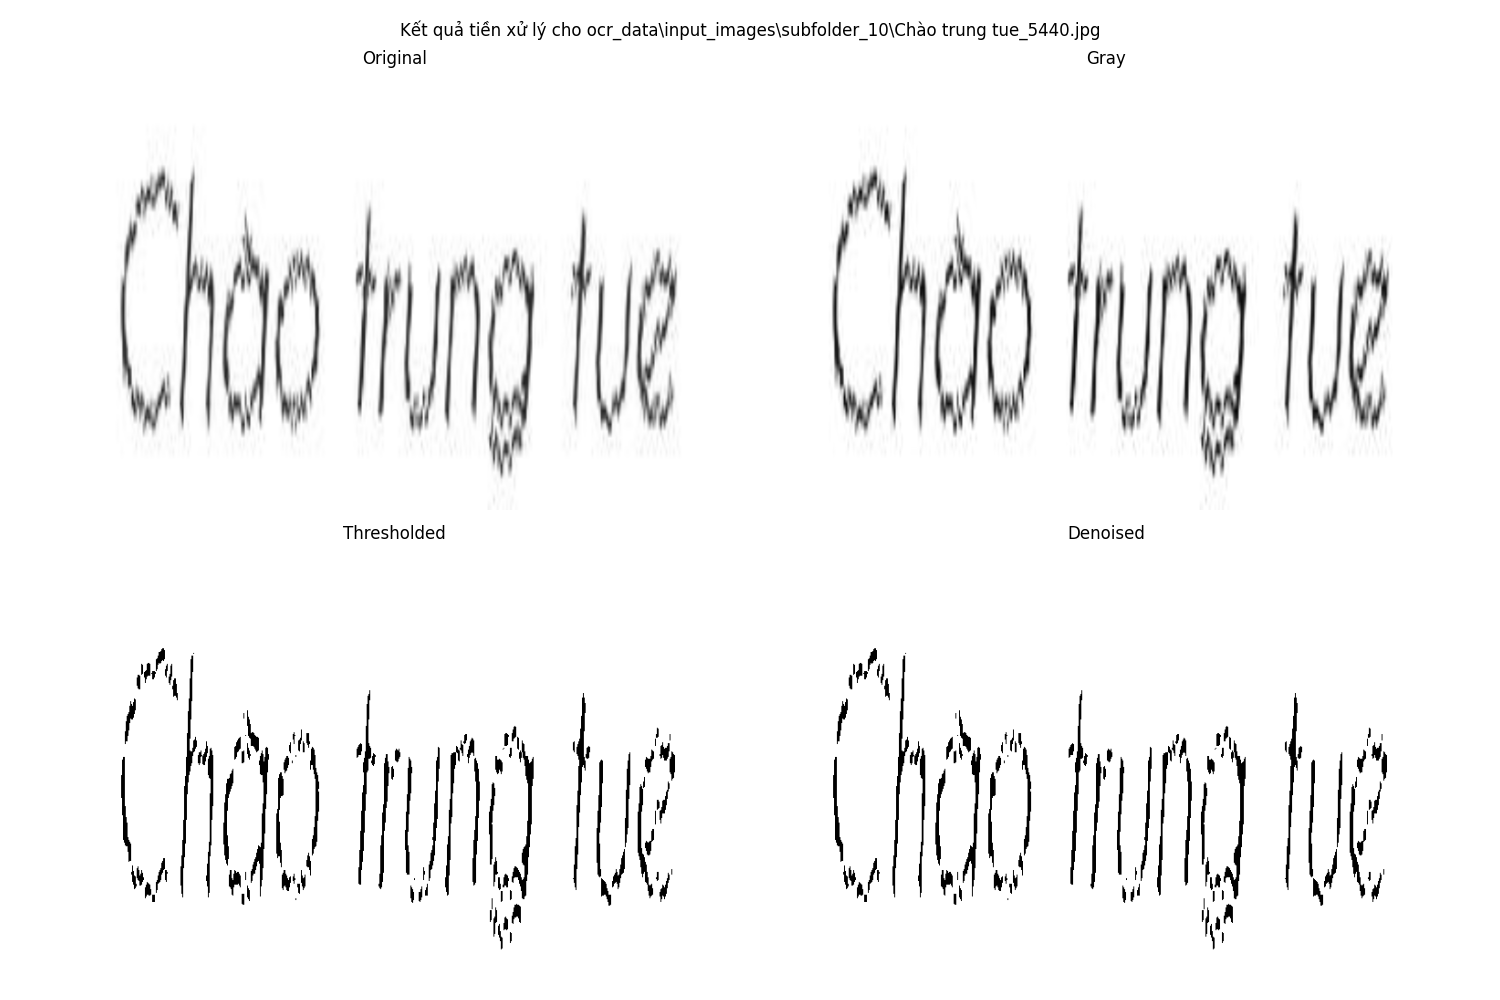 Kết quả tiền xử lý cho ocr_data\input_images\subfolder_10\Chào trung tue_5440.jpg
Original
Gray
Chào trung tue
Chào trung tue
Thresholded
Denoised
Chào trung tue
Chào trung tue